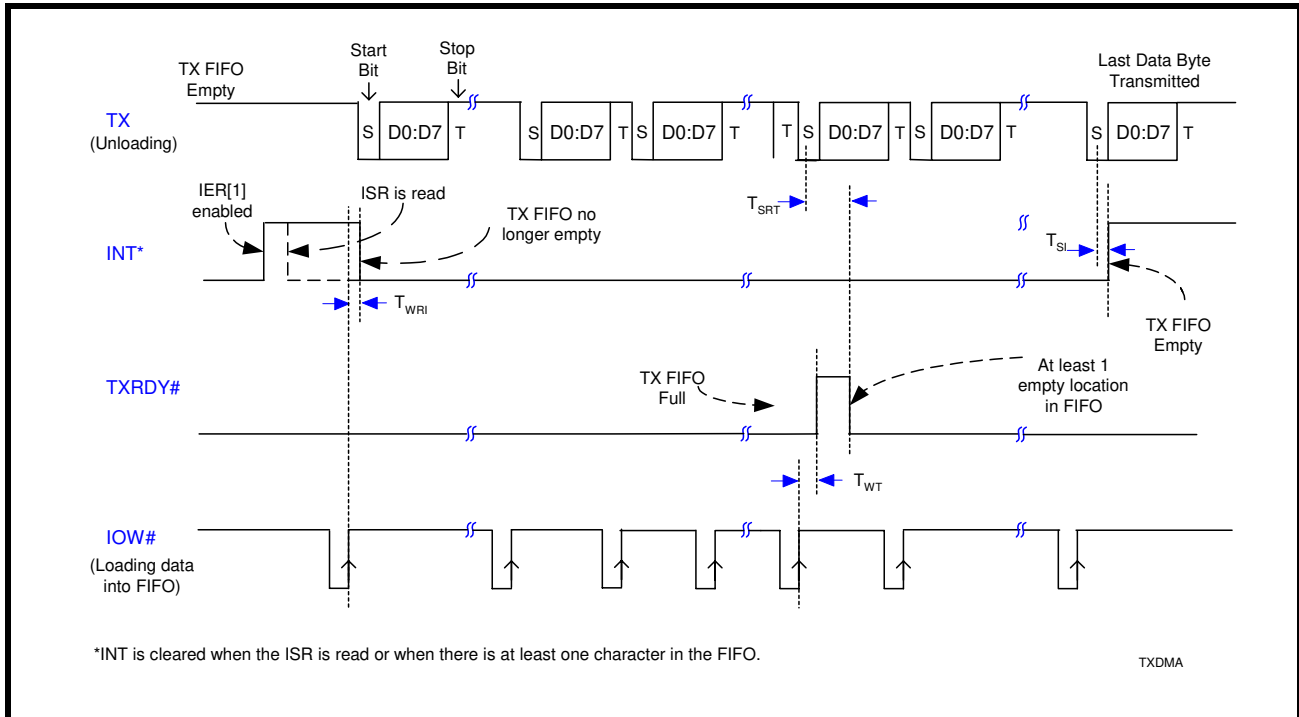 Start
Bit
Stop
Bit
TX FIFO
Empty
Last Data Byte
Transmitted
TX
(Unloading)
S D0:D7 T S D0:D7 T S D0:D7 T T S D0:D7 T S D0:D7 T S D0:D7 T
IER[1]
enabled
ISR is read
TX FIFO no
longer empty
TSRT
TSI
INT*
TWRI
TX FIFO
Empty
TXRDY#
TX FIFO
Full
At least 1
empty location
in FIFO
TWT
IOW#
(Loading data
into FIFO)
*INT is cleared when the ISR is read or when there is at least one character in the FIFO.
TXDMA